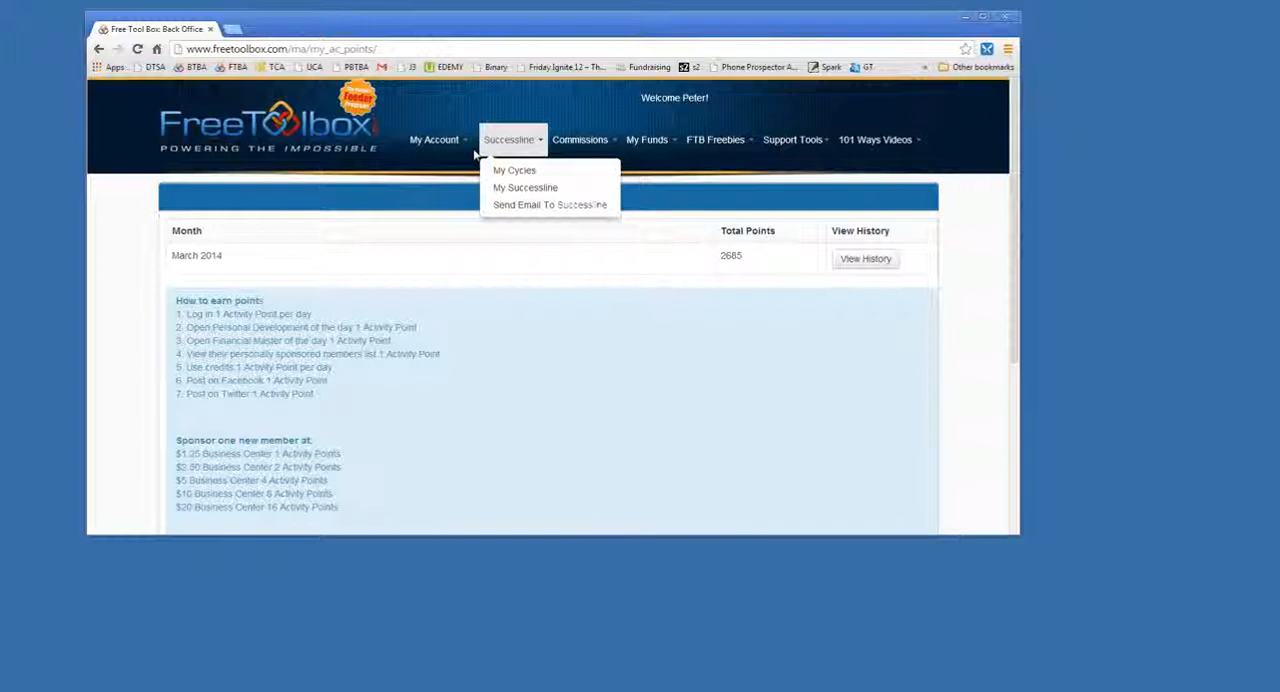 Free Tool Box: Back Office
www.freetoolbox.com/ma/my_ac_points/
Apps DTSA BTBA FTBA TCA UCA PBTBA J3 EDEMY Binary Friday.Ignite 12 – Th... Fundraising s2 Phone Prospector A... Spark GT » Other bookmarks
Feeder
Welcome Peter!
FreeToolbox
POWERING THE IMPOSSIBLE
My Account Successline Commissions My Funds FTB Freebies Support Tools 101 Ways Videos
My Cycles
My Successline
Send Email To Successline
Month Total Points View History
March 2014 2685 View History
How to earn points
1. Log in 1 Activity Point per day
2. Open Personal Development of the day 1 Activity Point
3. Open Financial Master of the day 1 Activity Point
4. View their personally sponsored members list 1 Activity Point
5. Use credits 1 Activity Point per day
6. Post on Facebook 1 Activity Point
7. Post on Twitter 1 Activity Point
Sponsor one new member at:
$1.25 Business Center 1 Activity Points
$2.50 Business Center 2 Activity Points
$5 Business Center 4 Activity Points
$10 Business Center 8 Activity Points
$20 Business Center 16 Activity Points